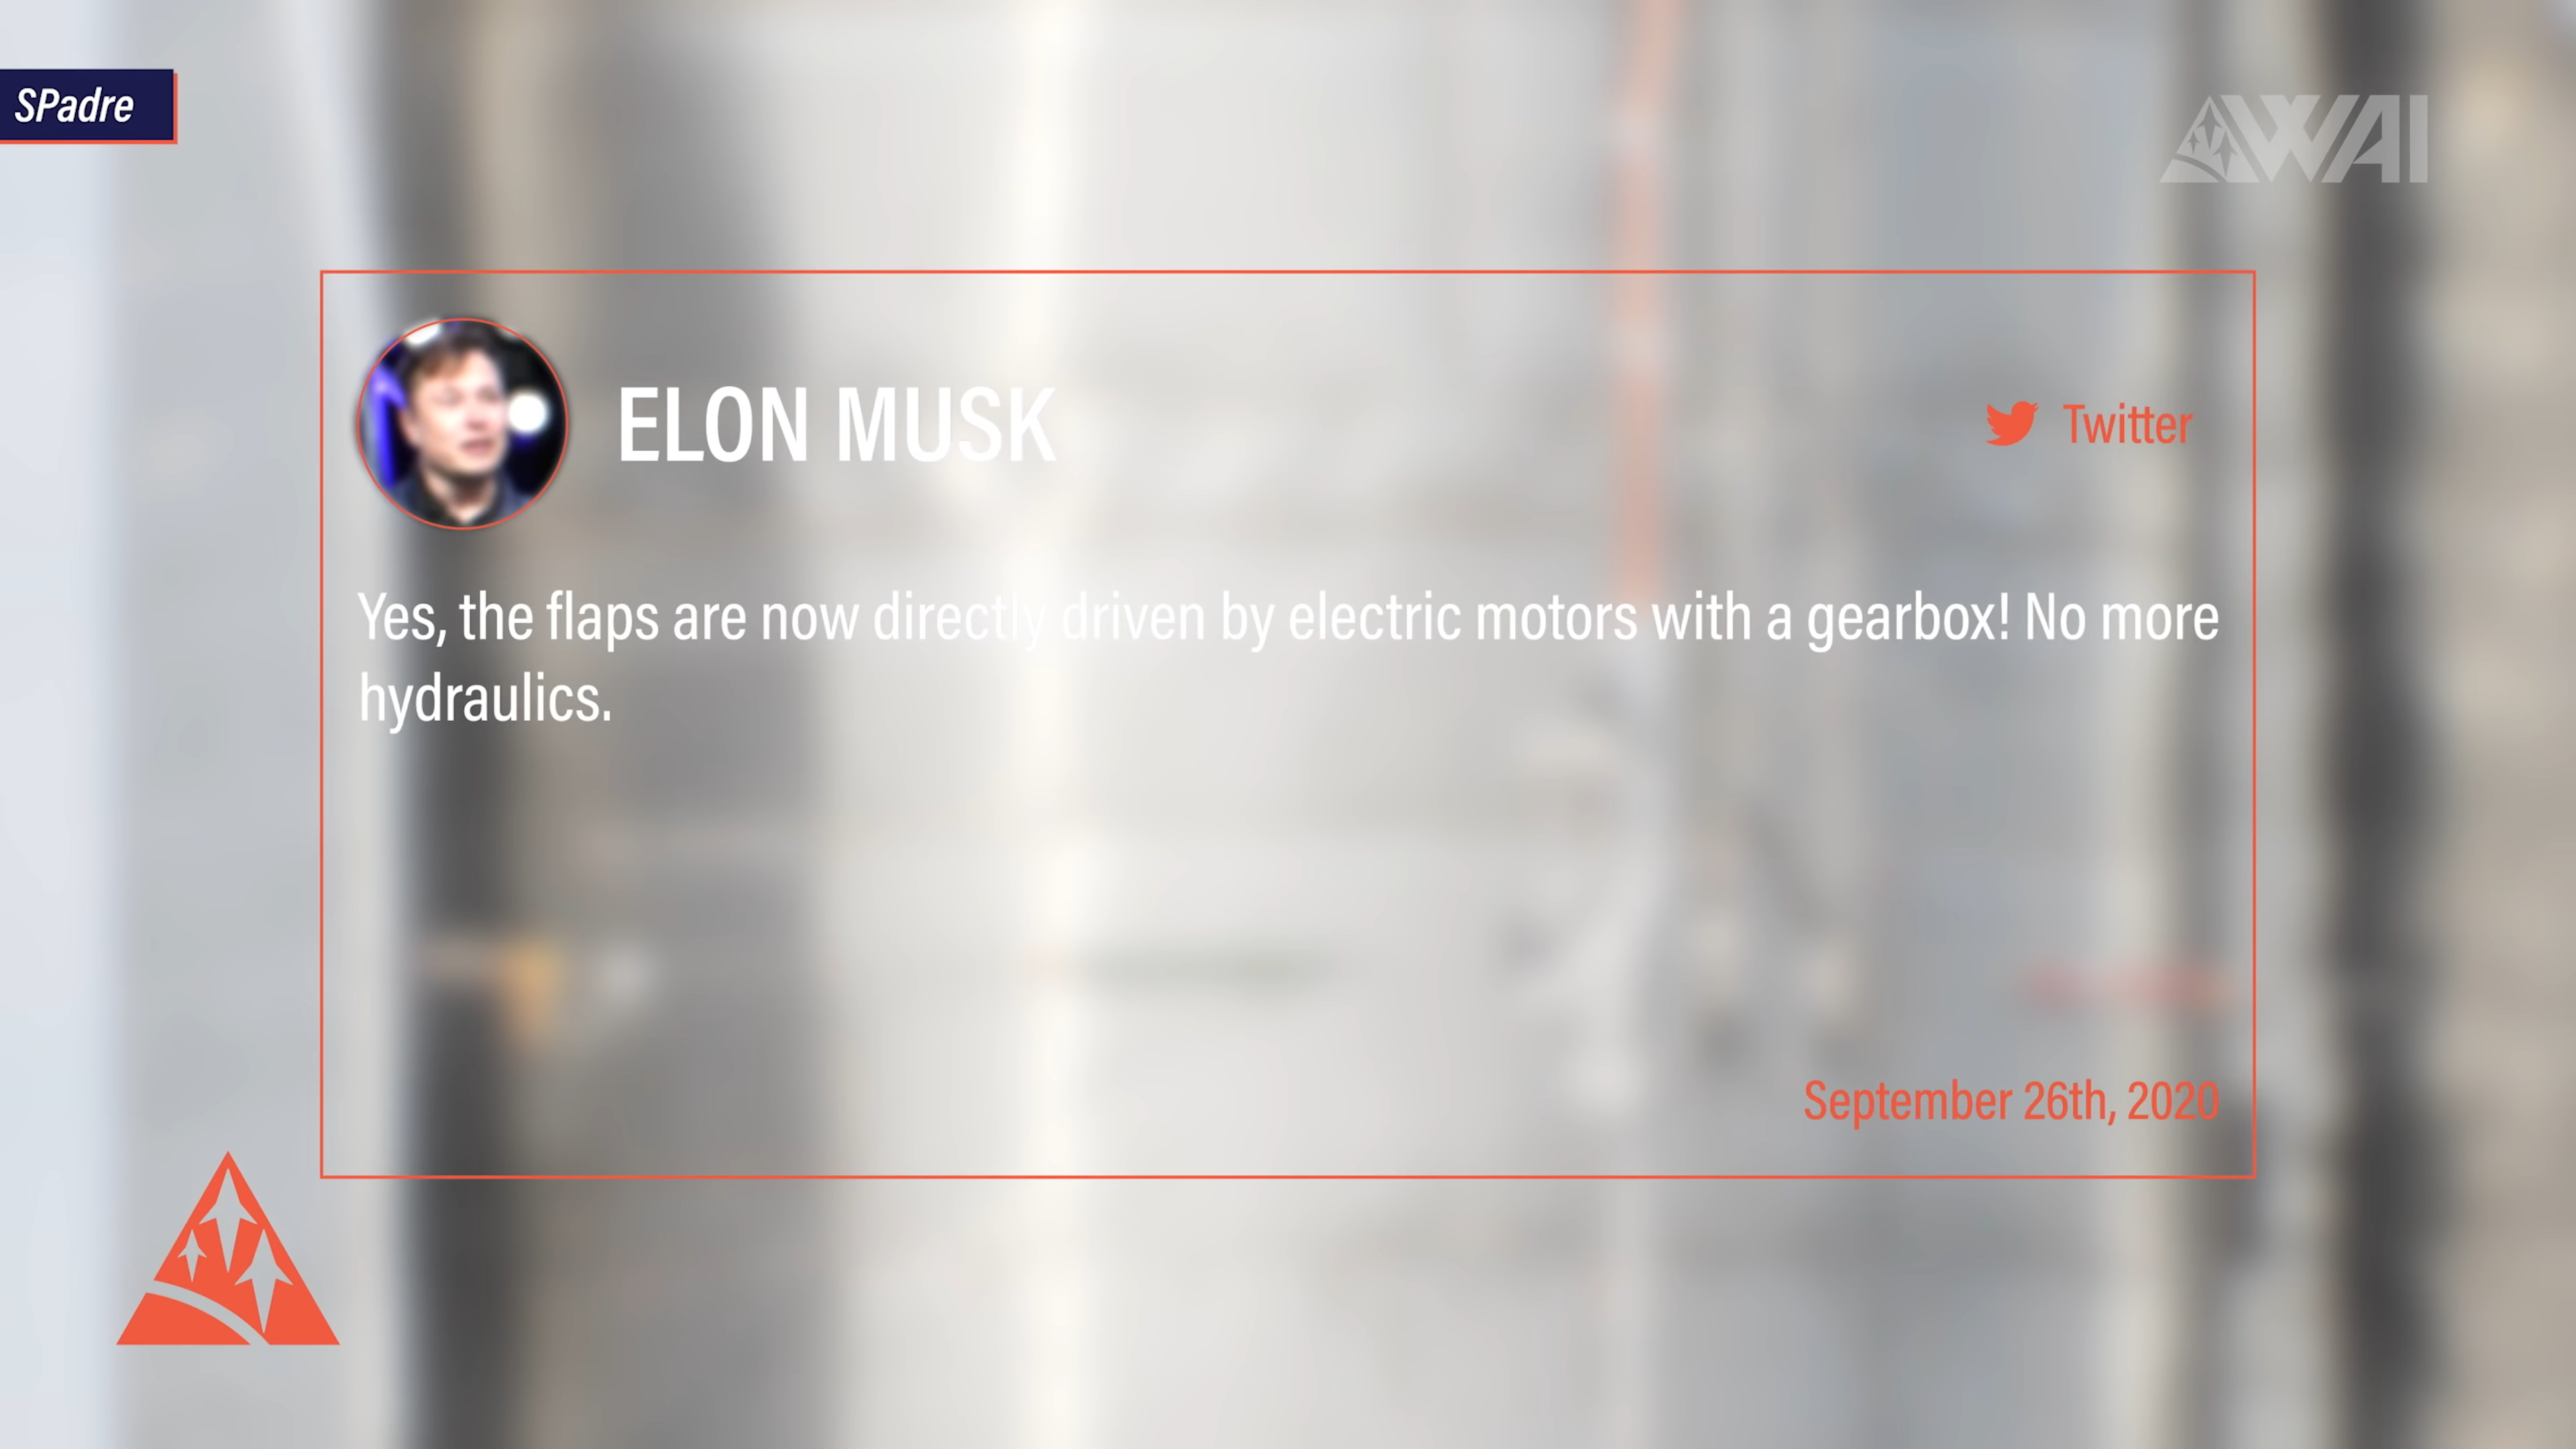 SPadre
WAI
ELON MUSK
Twitter
Yes, the flaps are now directly driven by electric motors with a gearbox! No more
hydraulics.
September 26th, 2020